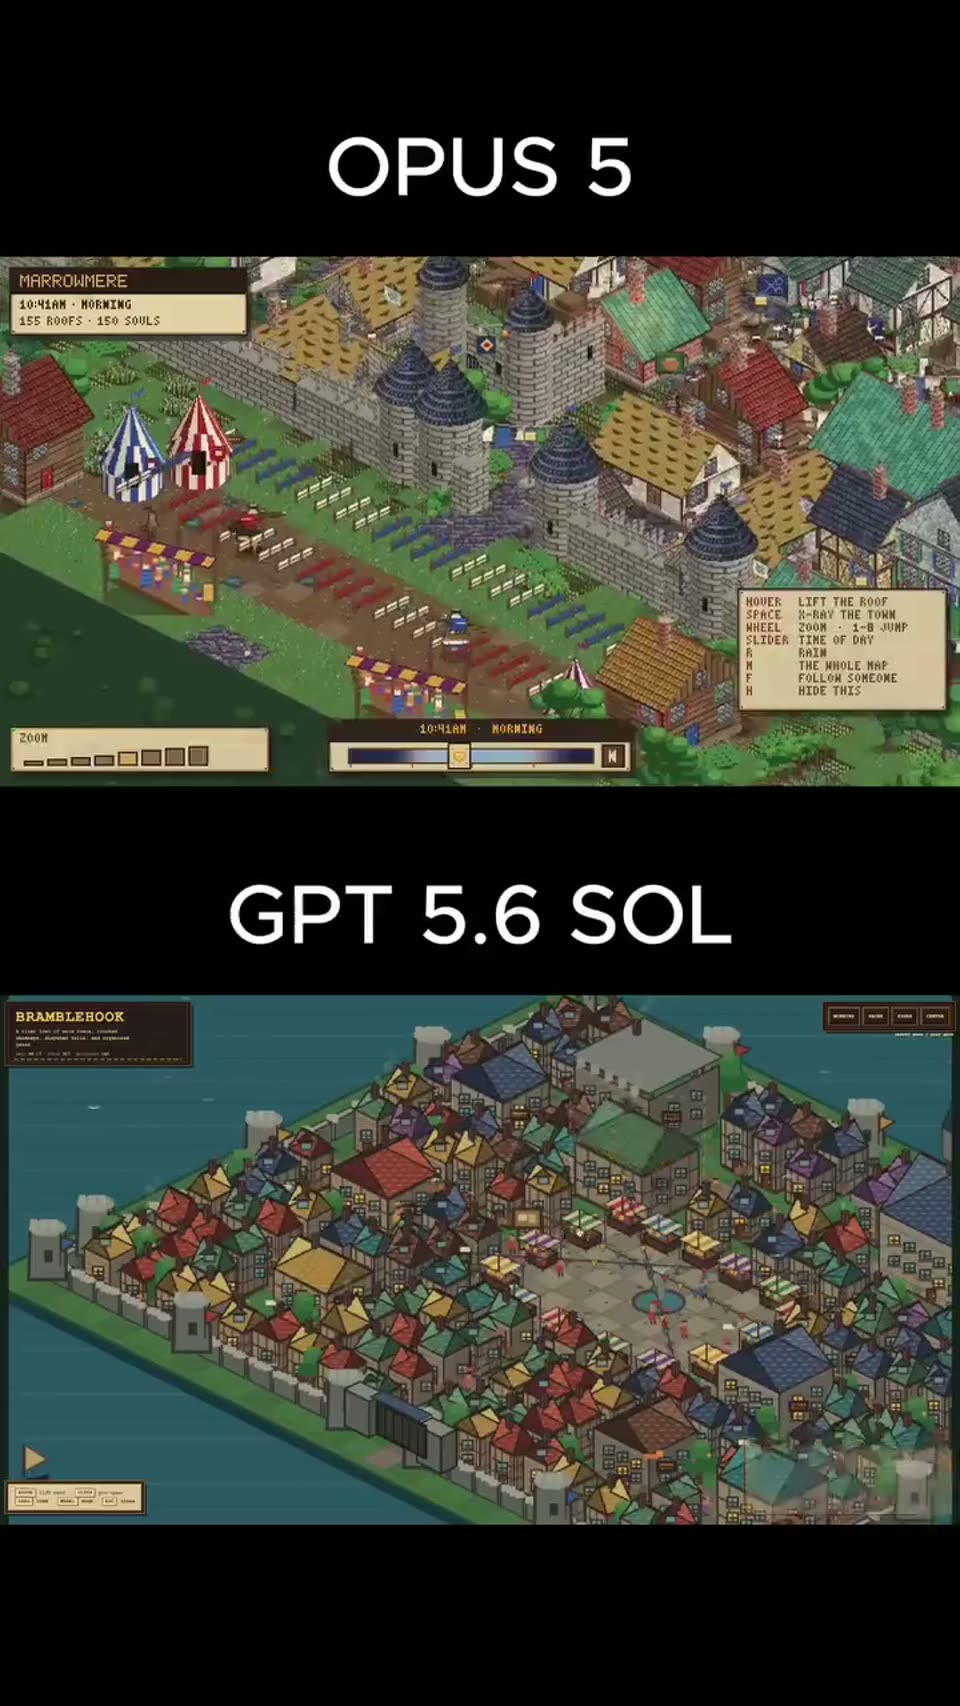 OPUS 5
MARROWMERE
10:41AM · MORNING
155 ROOFS · 150 SOULS
HOVER LIFT THE ROOF
SPACE X-RAY THE TOWN
WHEEL ZOOM · 1-8 JUMP
SLIDER TIME OF DAY
R RAIN
M THE WHOLE MAP
F FOLLOW SOMEONE
H HIDE THIS
ZOOM
10:41AM · MORNING
GPT 5.6 SOL
BRAMBLEHOOK